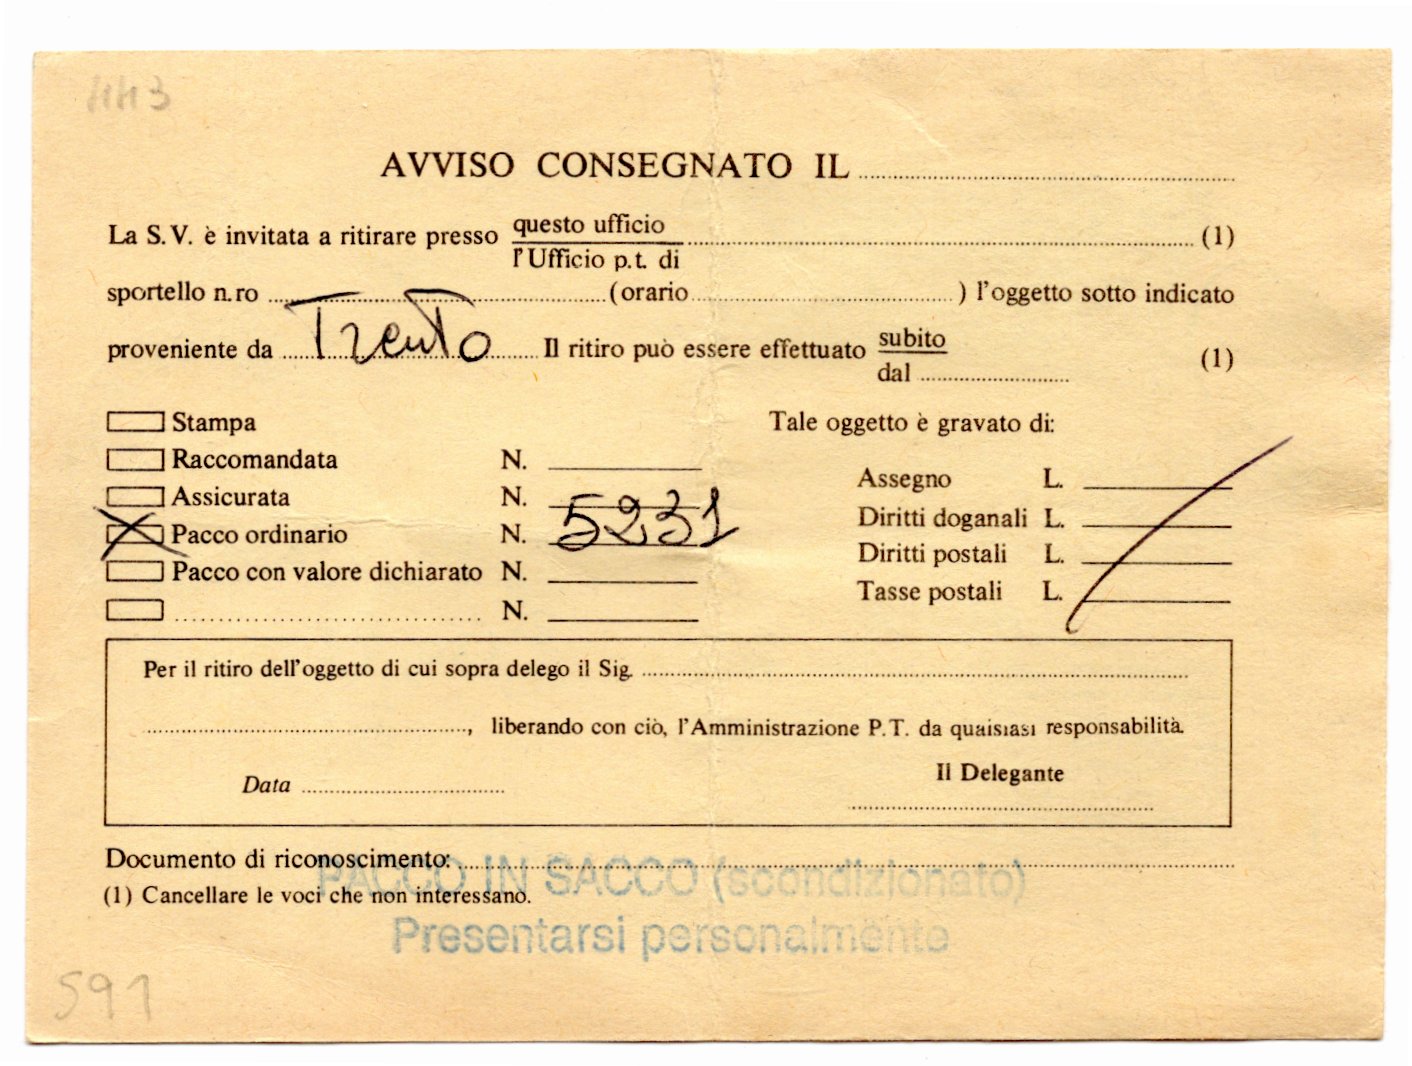 443
AVVISO CONSEGNATO IL
La S.V. è invitata a ritirare presso questo ufficio (1)
l'Ufficio p.t. di
sportello n.ro (orario ) l'oggetto sotto indicato
proveniente da Trento Il ritiro può essere effettuato subito (1)
dal
Stampa Tale oggetto è gravato di:
Raccomandata N.
Assegno L.
Assicurata N.
Diritti doganali L.
Pacco ordinario N. 5231
Diritti postali L.
Pacco con valore dichiarato N.
Tasse postali L.
N.
Per il ritiro dell'oggetto di cui sopra delego il Sig.
, liberando con ciò, l'Amministrazione P.T. da qualsiasi responsabilità.
Il Delegante
Data
Documento di riconoscimento:
PACCO IN SACCO (scondizionato)
(1) Cancellare le voci che non interessano.
Presentarsi personalmente
591